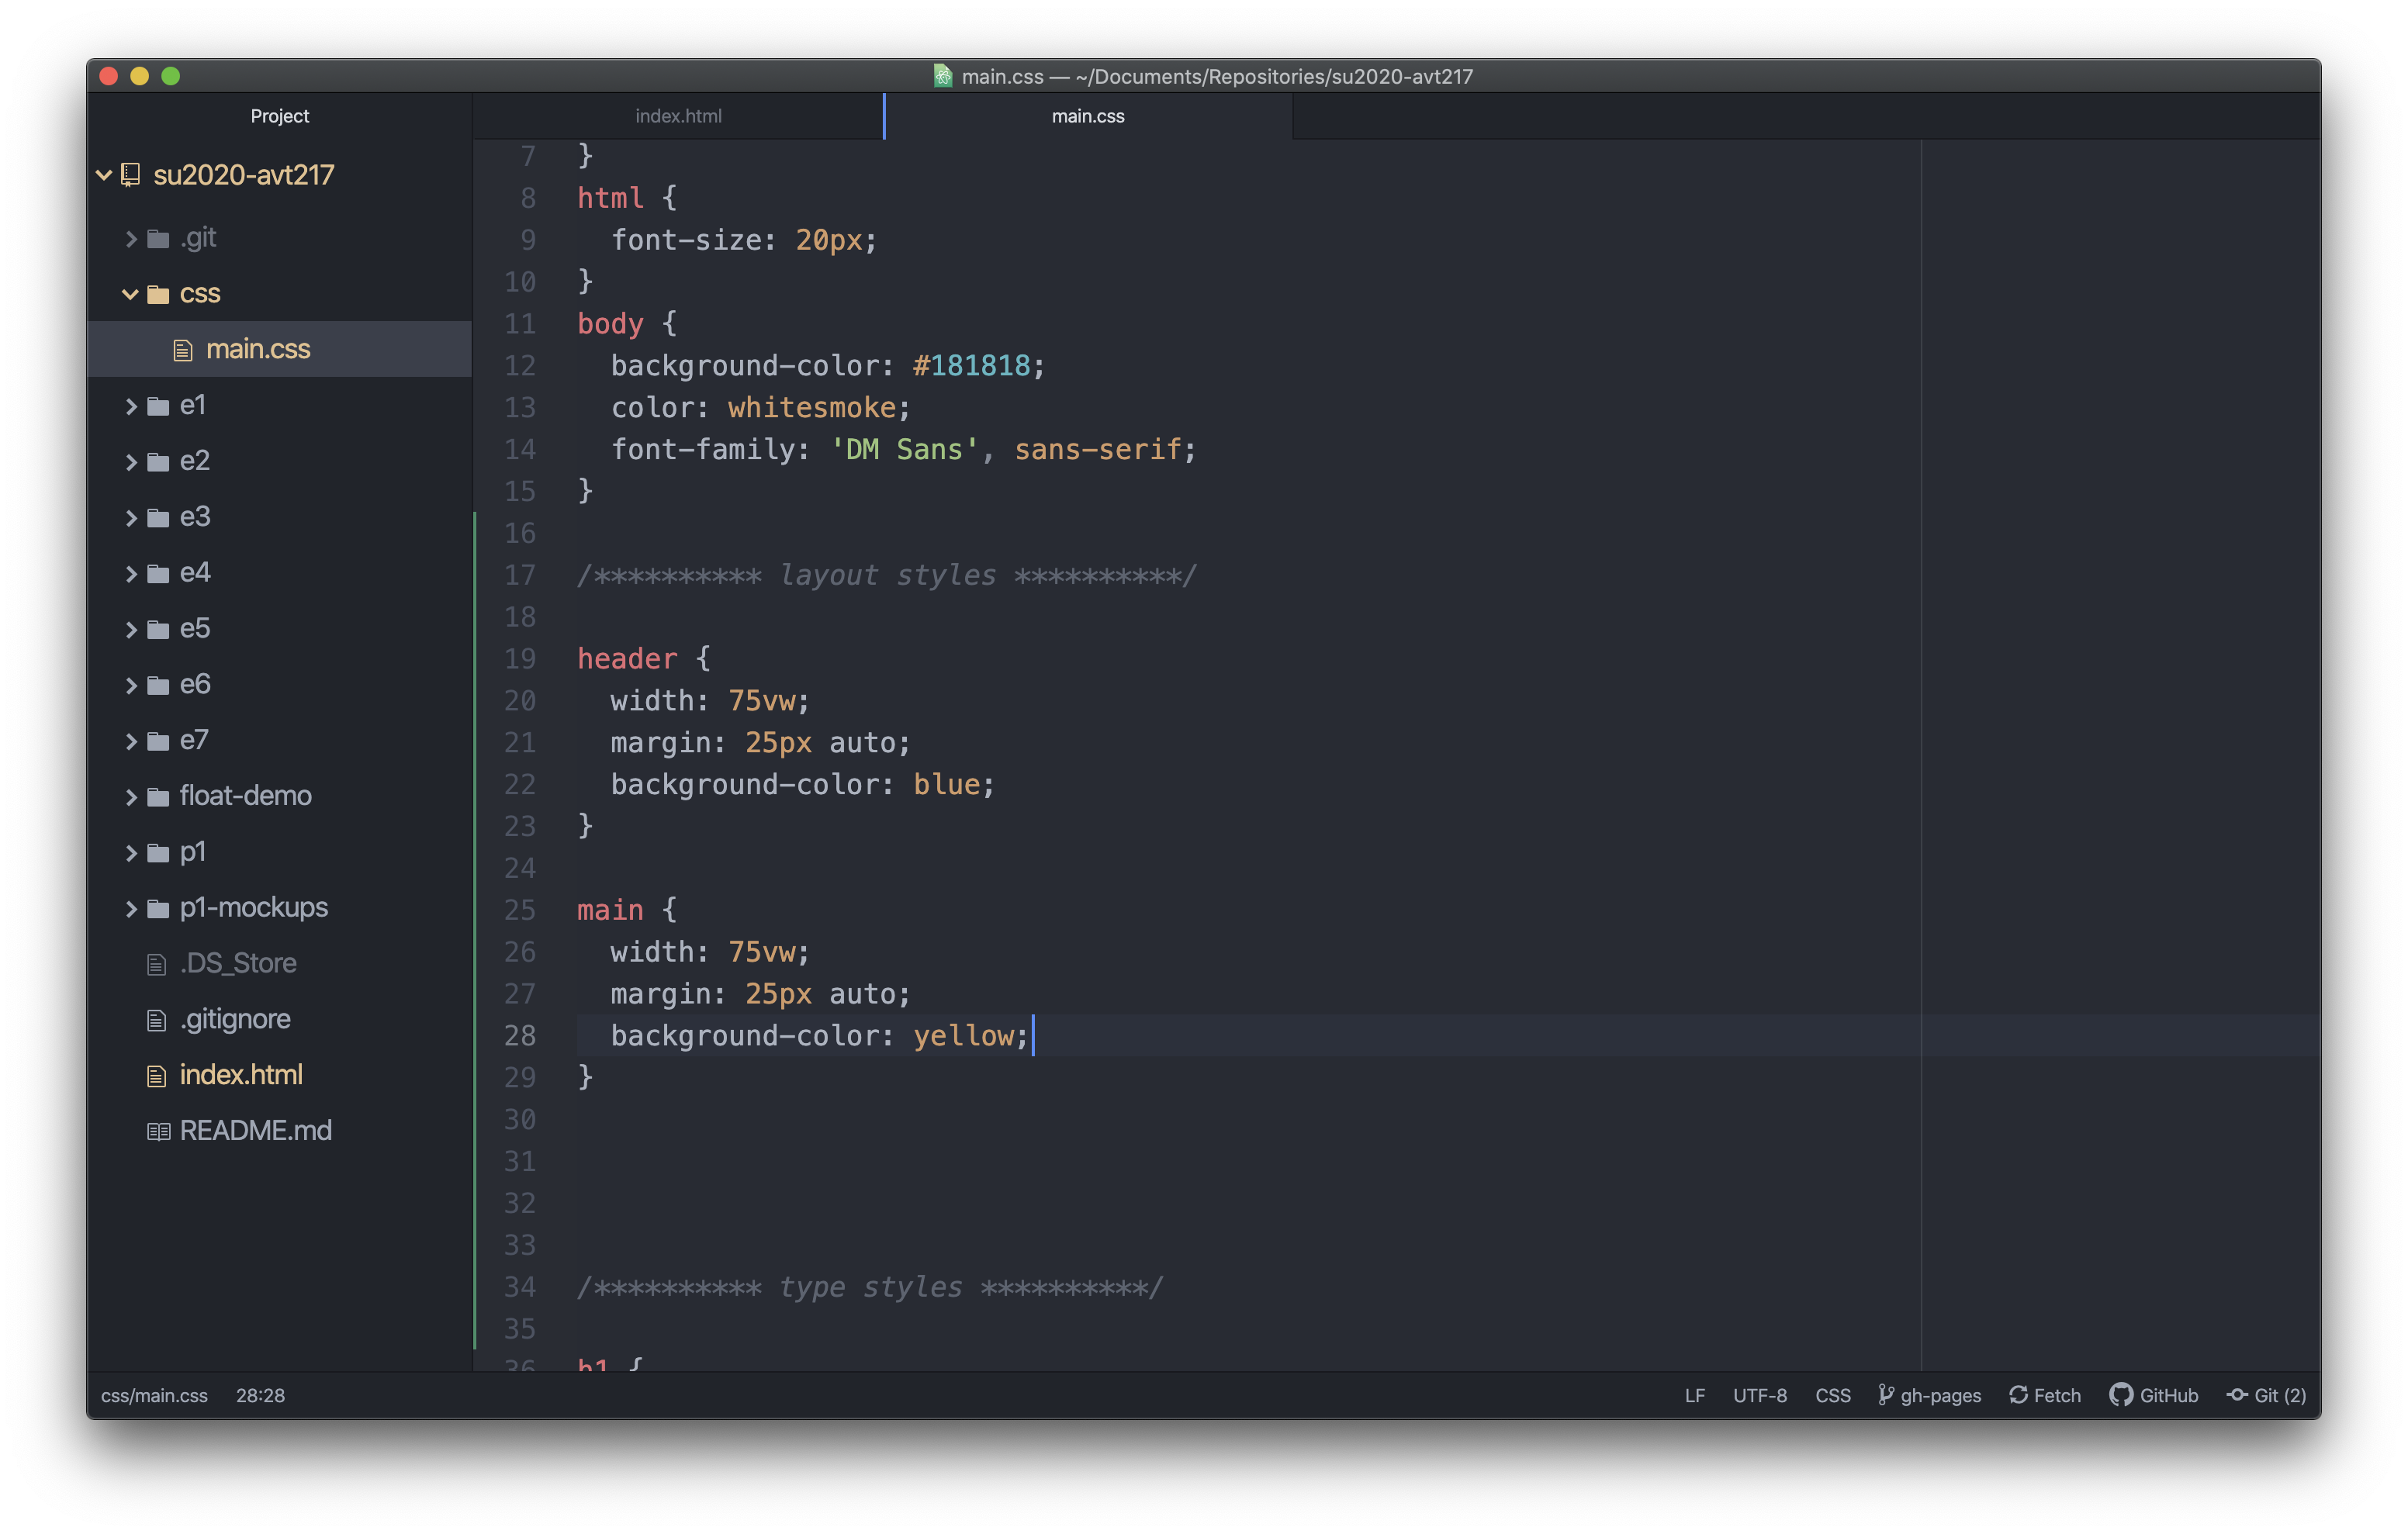 main.css — ~/Documents/Repositories/su2020-avt217
Project
index.html
main.css
su2020-avt217
.git
css
main.css
e1
e2
e3
e4
e5
e6
e7
float-demo
p1
p1-mockups
.DS_Store
.gitignore
index.html
README.md
7 }
8 html {
9 font-size: 20px;
10 }
11 body {
12 background-color: #181818;
13 color: whitesmoke;
14 font-family: 'DM Sans', sans-serif;
15 }
16
17 /********** layout styles **********/
18
19 header {
20 width: 75vw;
21 margin: 25px auto;
22 background-color: blue;
23 }
24
25 main {
26 width: 75vw;
27 margin: 25px auto;
28 background-color: yellow;
29 }
30
31
32
33
34 /********** type styles **********/
35
36 h1 {
css/main.css 28:28
LF UTF-8 CSS gh-pages Fetch GitHub Git (2)